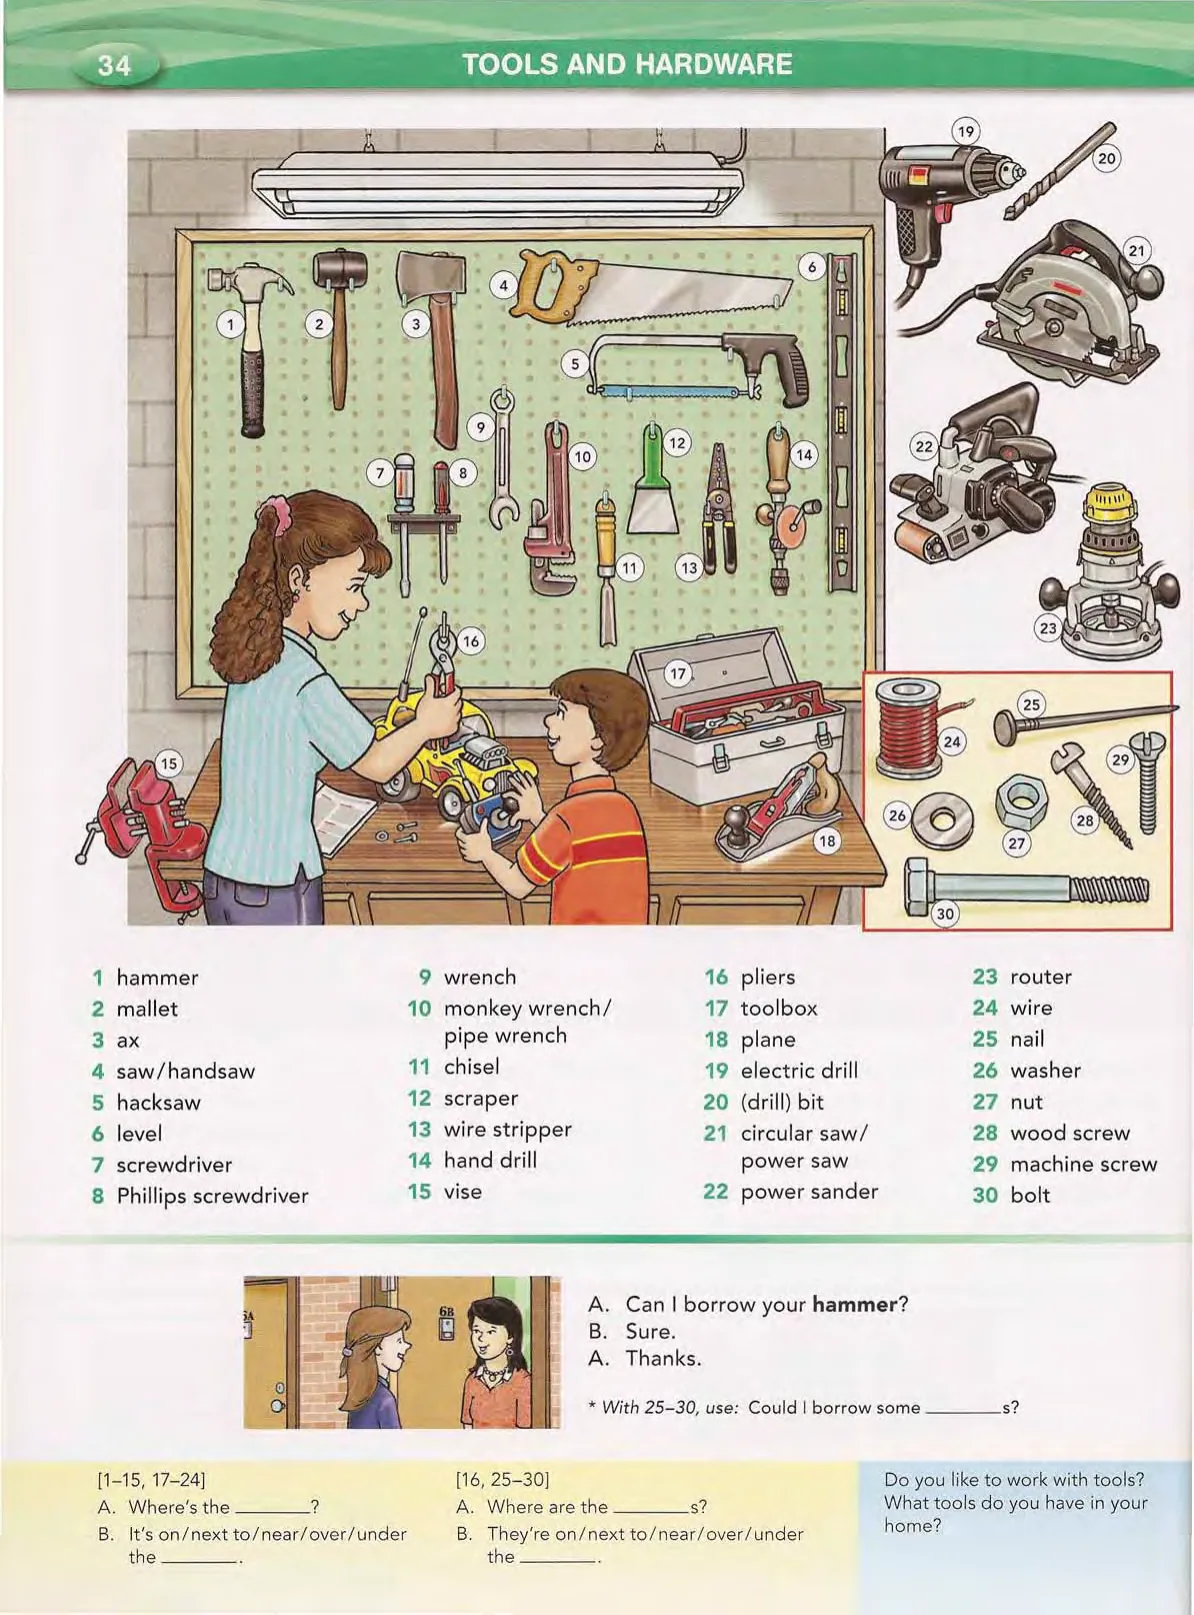 34
TOOLS AND HARDWARE
19
20
21
6
4
1
2
3
5
22
9
12
10
14
7
8
11
13
23
16
17
25
24
29
15
26
28
18
27
30
1 hammer
2 mallet
3 ax
4 saw/handsaw
5 hacksaw
6 level
7 screwdriver
8 Phillips screwdriver
9 wrench
10 monkey wrench/
pipe wrench
11 chisel
12 scraper
13 wire stripper
14 hand drill
15 vise
16 pliers
17 toolbox
18 plane
19 electric drill
20 (drill) bit
21 circular saw/
power saw
22 power sander
23 router
24 wire
25 nail
26 washer
27 nut
28 wood screw
29 machine screw
30 bolt
6B
A. Can I borrow your hammer?
B. Sure.
A. Thanks.
* With 25–30, use: Could I borrow some ________s?
[1–15, 17–24]
A. Where's the ________?
B. It's on/next to/near/over/under
the ________.
[16, 25–30]
A. Where are the ________s?
B. They're on/next to/near/over/under
the ________.
Do you like to work with tools?
What tools do you have in your
home?